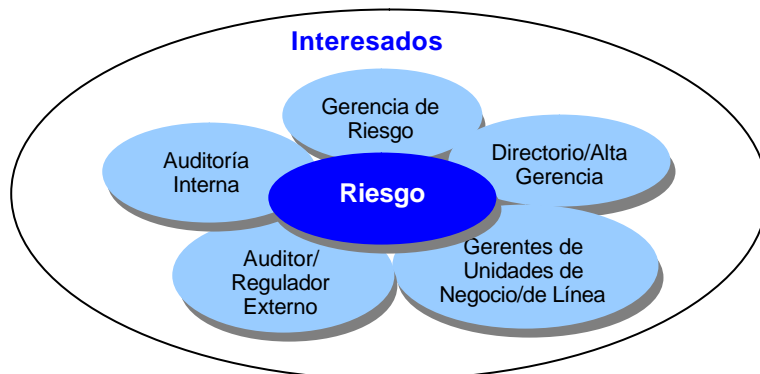 Interesados
Gerencia de
Riesgo
Auditoría
Interna
Directorio/Alta
Gerencia
Riesgo
Auditor/
Regulador
Externo
Gerentes de
Unidades de
Negocio/de Línea